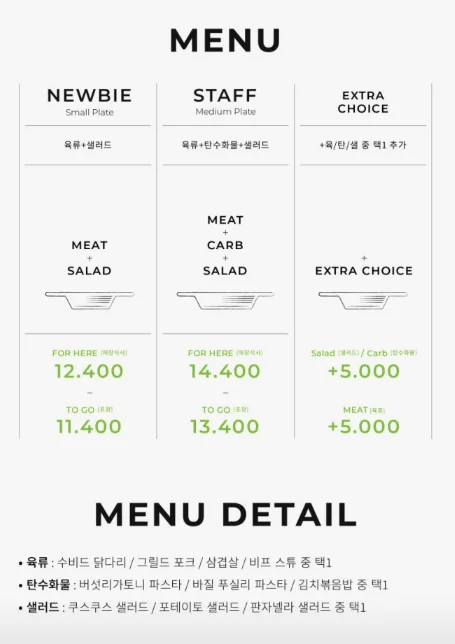 MENU
NEWBIE
Small Plate
육류+샐러드
MEAT
+
SALAD
FOR HERE (매장식사)
12.400
–
TO GO (포장)
11.400
STAFF
Medium Plate
육류+탄수화물+샐러드
MEAT
+
CARB
+
SALAD
FOR HERE (매장식사)
14.400
–
TO GO (포장)
13.400
EXTRA
CHOICE
+육/탄/샐 중 택1 추가
+
EXTRA CHOICE
Salad (샐러드) / Carb (탄수화물)
+5.000
MEAT (육류)
+5.000
MENU DETAIL
• 육류 : 수비드 닭다리 / 그릴드 포크 / 삼겹살 / 비프 스튜 중 택1
• 탄수화물 : 버섯리가토니 파스타 / 바질 푸실리 파스타 / 김치볶음밥 중 택1
• 샐러드 : 쿠스쿠스 샐러드 / 포테이토 샐러드 / 판자넬라 샐러드 중 택1